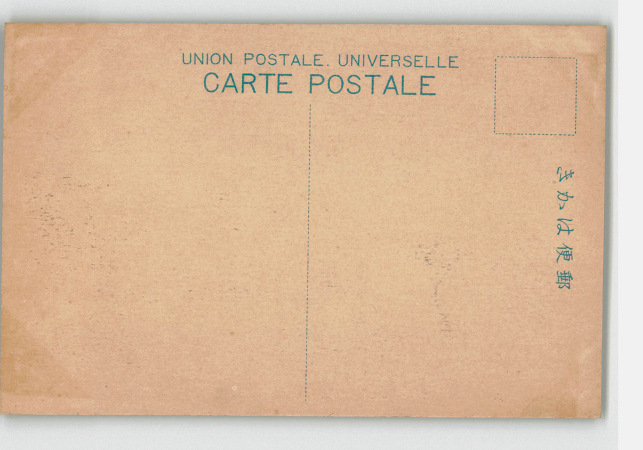 UNION POSTALE. UNIVERSELLE
CARTE POSTALE
きかは便郵